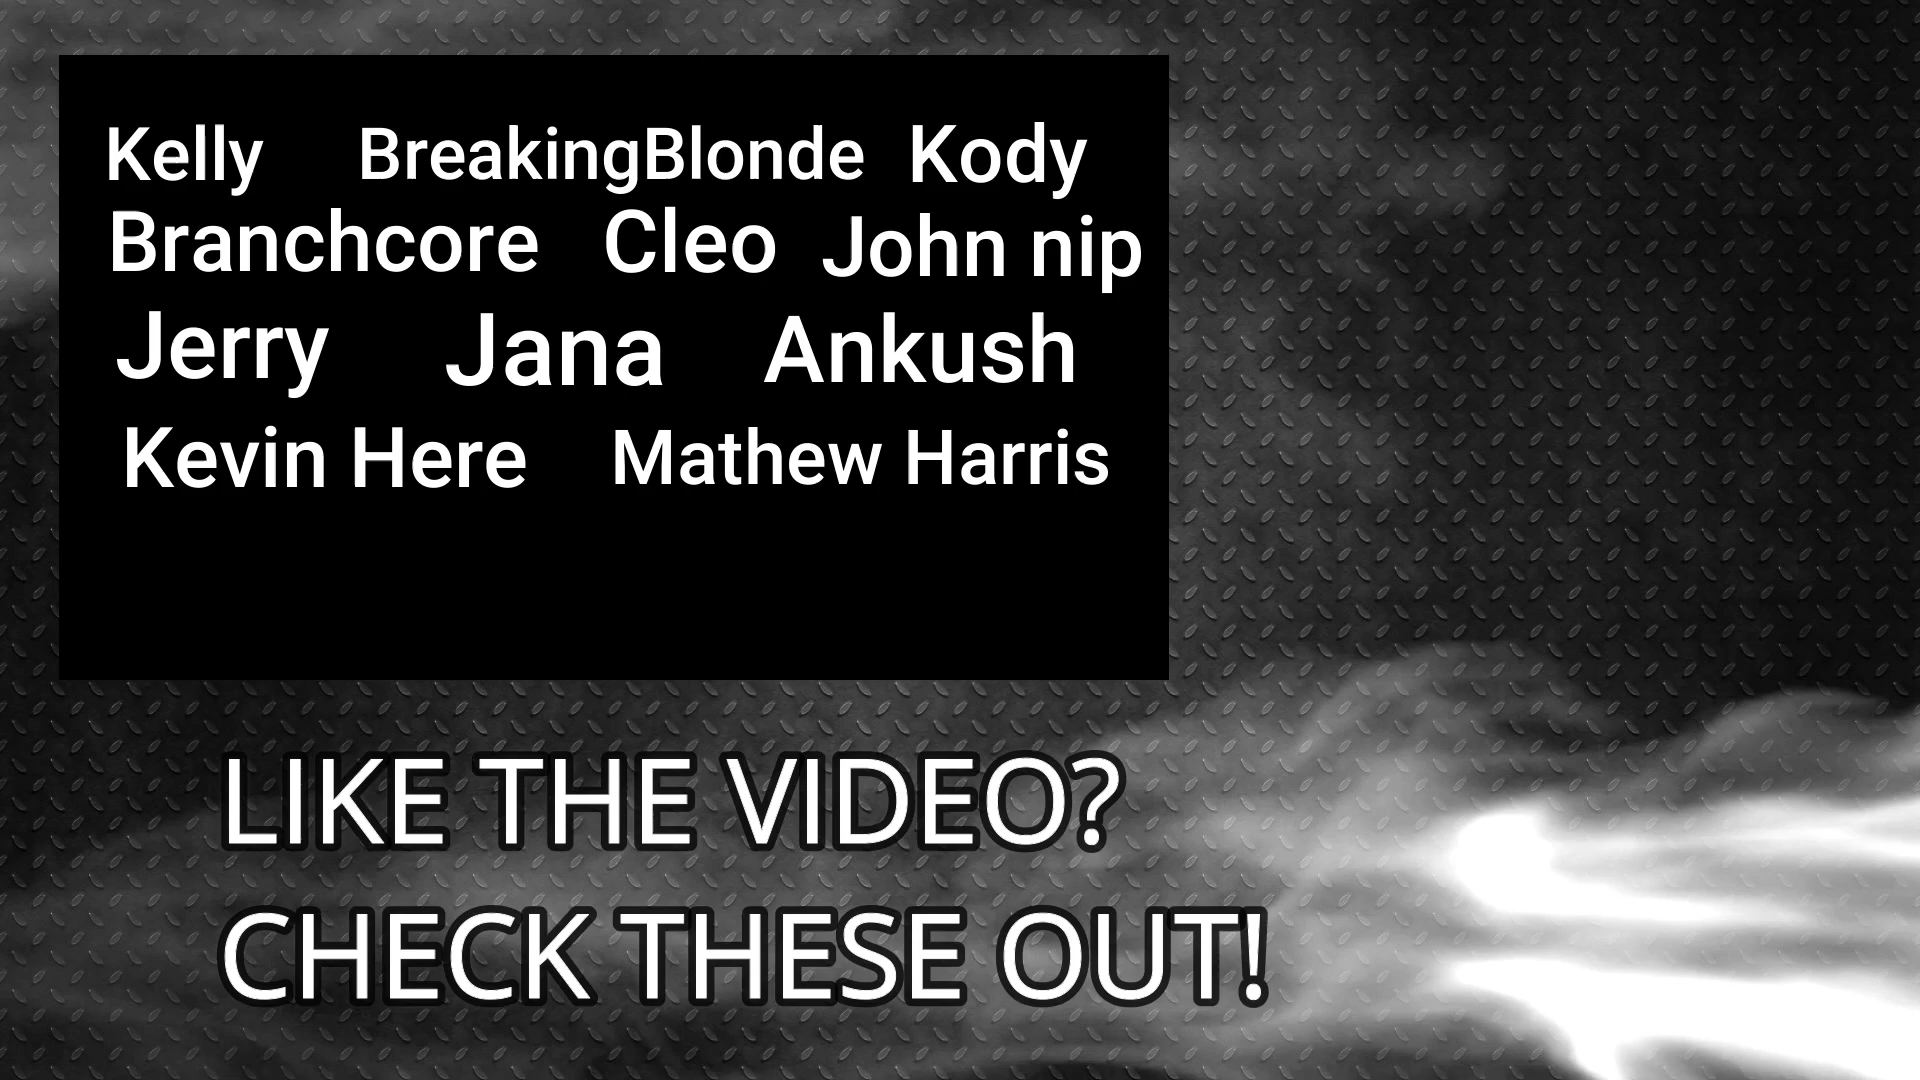 Kelly BreakingBlonde Kody
Branchcore Cleo John nip
Jerry Jana Ankush
Kevin Here Mathew Harris
LIKE THE VIDEO?
CHECK THESE OUT!